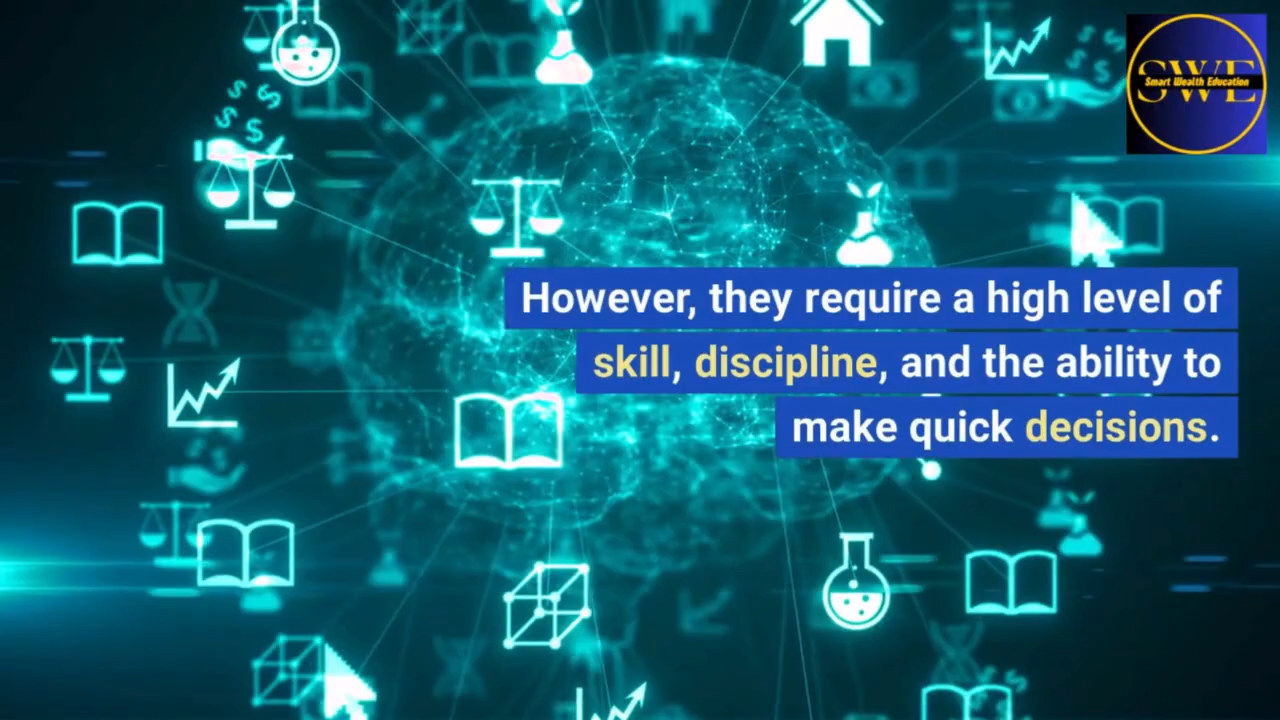 SWE
Smart Wealth Education
However, they require a high level of
skill, discipline, and the ability to
make quick decisions.